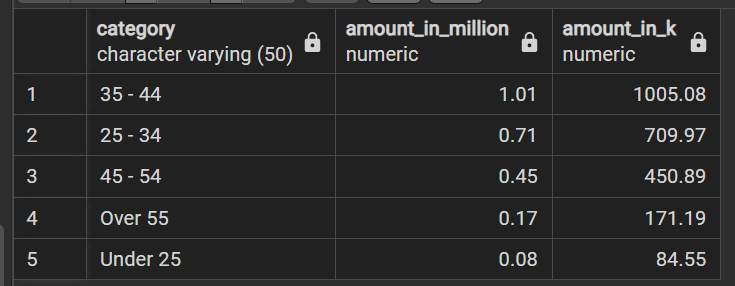 category amount_in_million amount_in_k
character varying (50) numeric numeric
1 35 - 44 1.01 1005.08
2 25 - 34 0.71 709.97
3 45 - 54 0.45 450.89
4 Over 55 0.17 171.19
5 Under 25 0.08 84.55